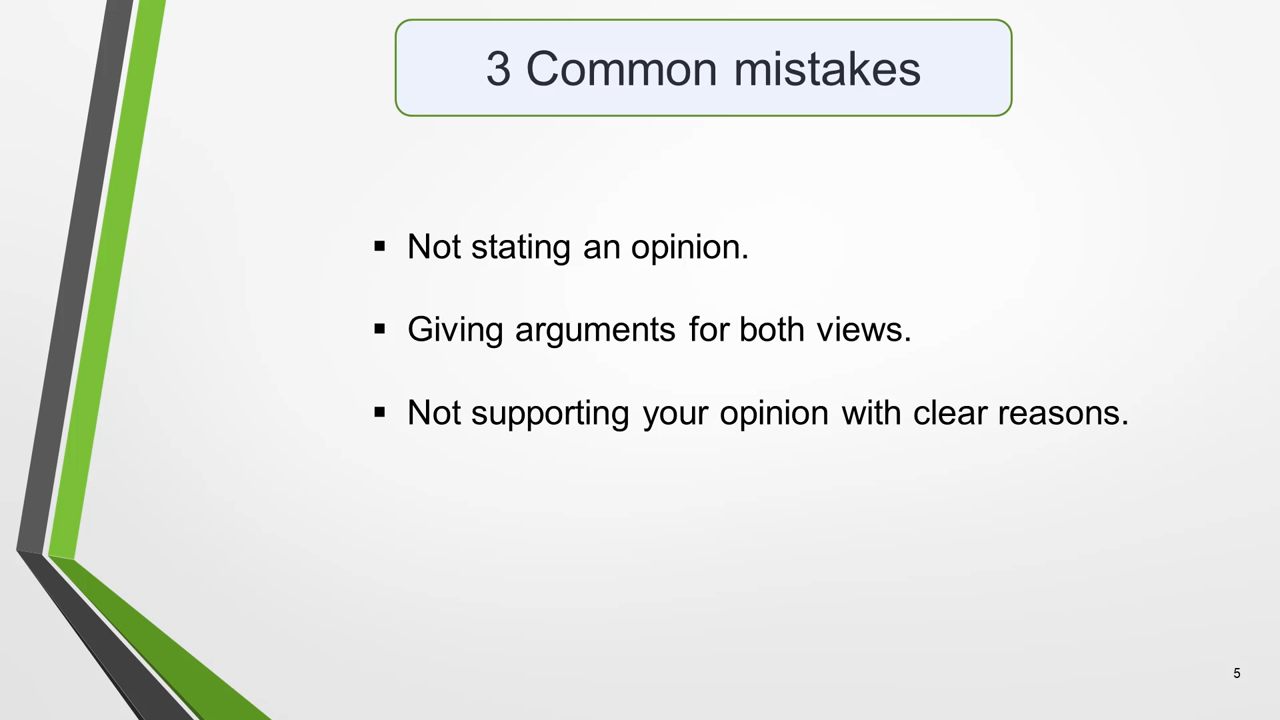 3 Common mistakes
▪ Not stating an opinion.
▪ Giving arguments for both views.
▪ Not supporting your opinion with clear reasons.
5